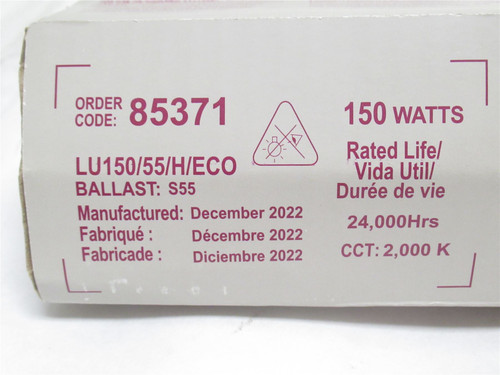 ORDER CODE: 85371
LU150/55/H/ECO
BALLAST: S55
Manufactured: December 2022
Fabriqué : Décembre 2022
Fabricade : Diciembre 2022
150 WATTS
Rated Life/
Vida Util/
Durée de vie
24,000Hrs
CCT: 2,000 K